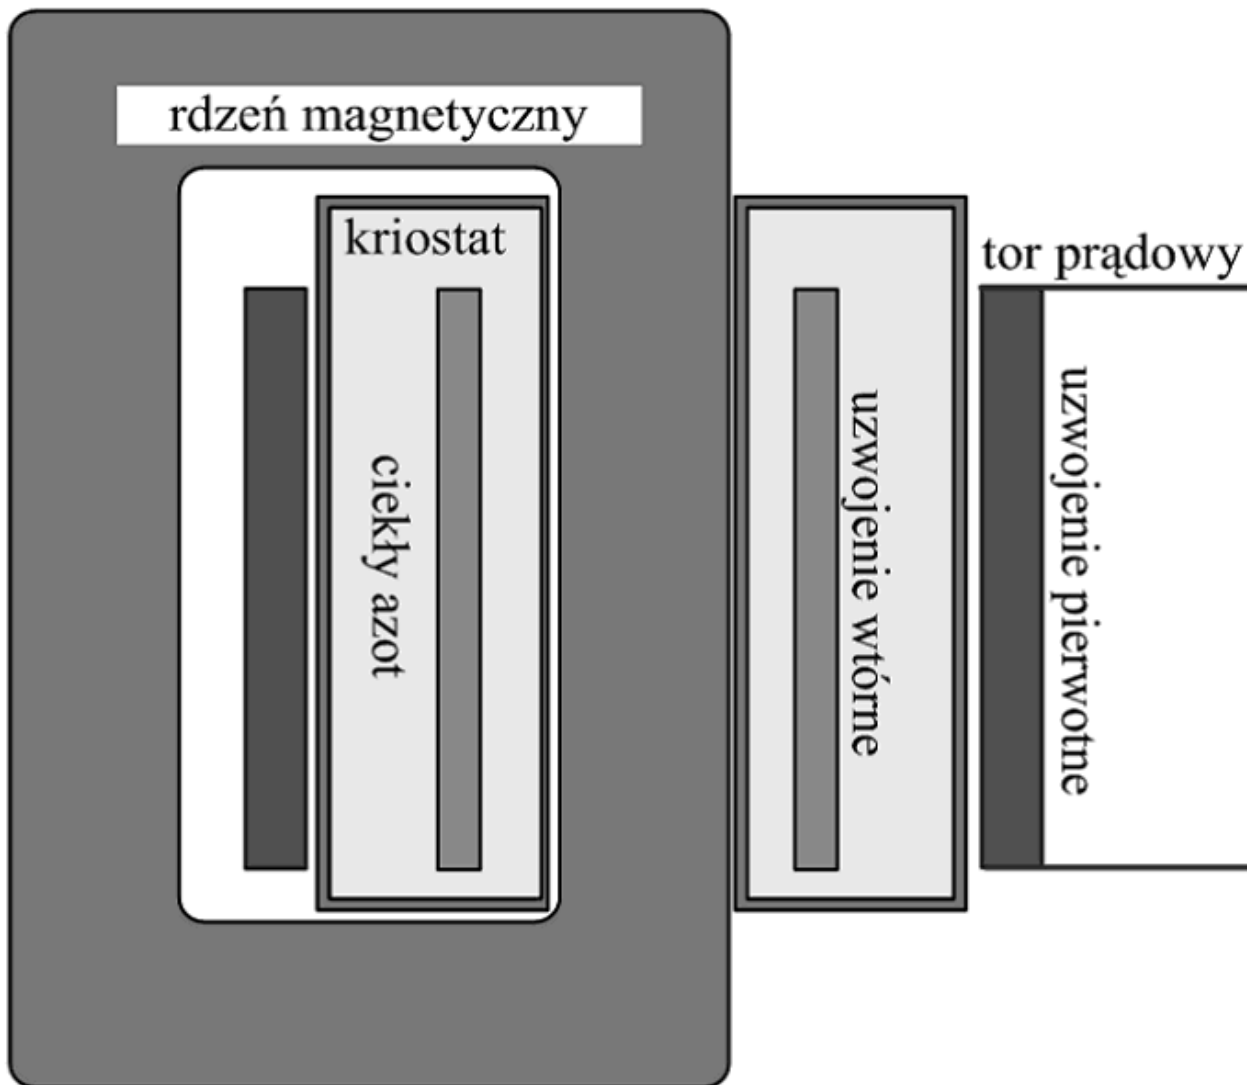 rdzeń magnetyczny
kriostat
tor prądowy
ciekły azot
uzwojenie wtórne
uzwojenie pierwotne